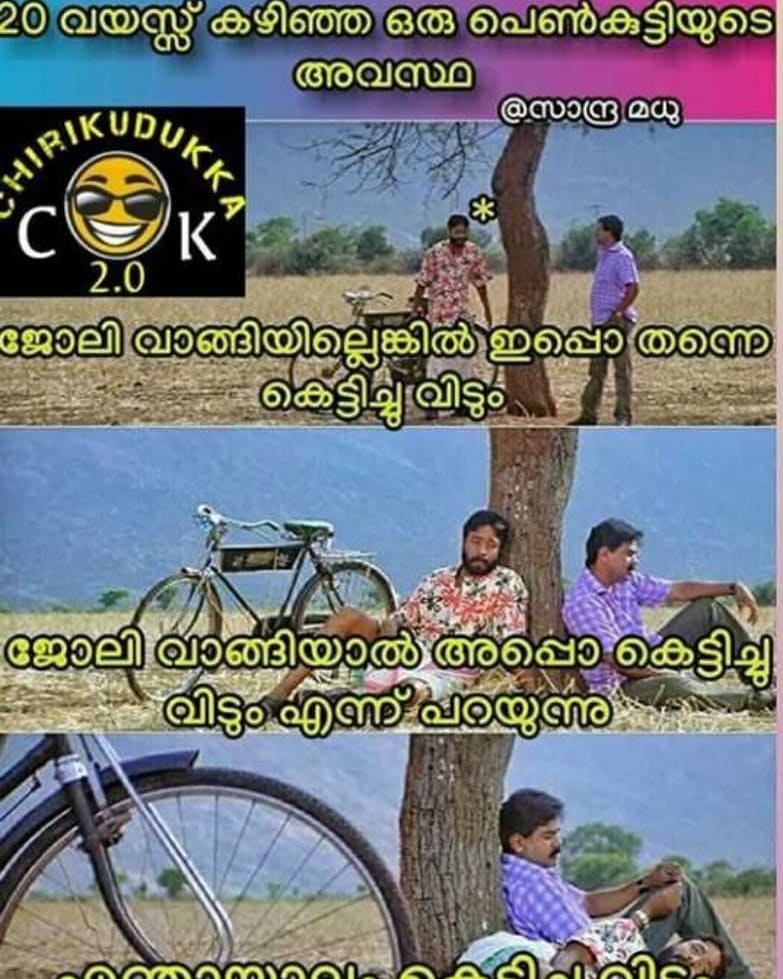 20 വയസ്സ് കഴിഞ്ഞ ഒരു പെൺകുട്ടിയുടെ
അവസ്ഥ
@സാന്ദ്ര മധു
CHIRIKUDUKKA
C K
2.0
*
ജോലി വാങ്ങിയില്ലെങ്കിൽ ഇപ്പൊ തന്നെ
കെട്ടിച്ചു വിടും
ജോലി വാങ്ങിയാൽ അപ്പൊ കെട്ടിച്ചു
വിടും എന്ന് പറയുന്നു